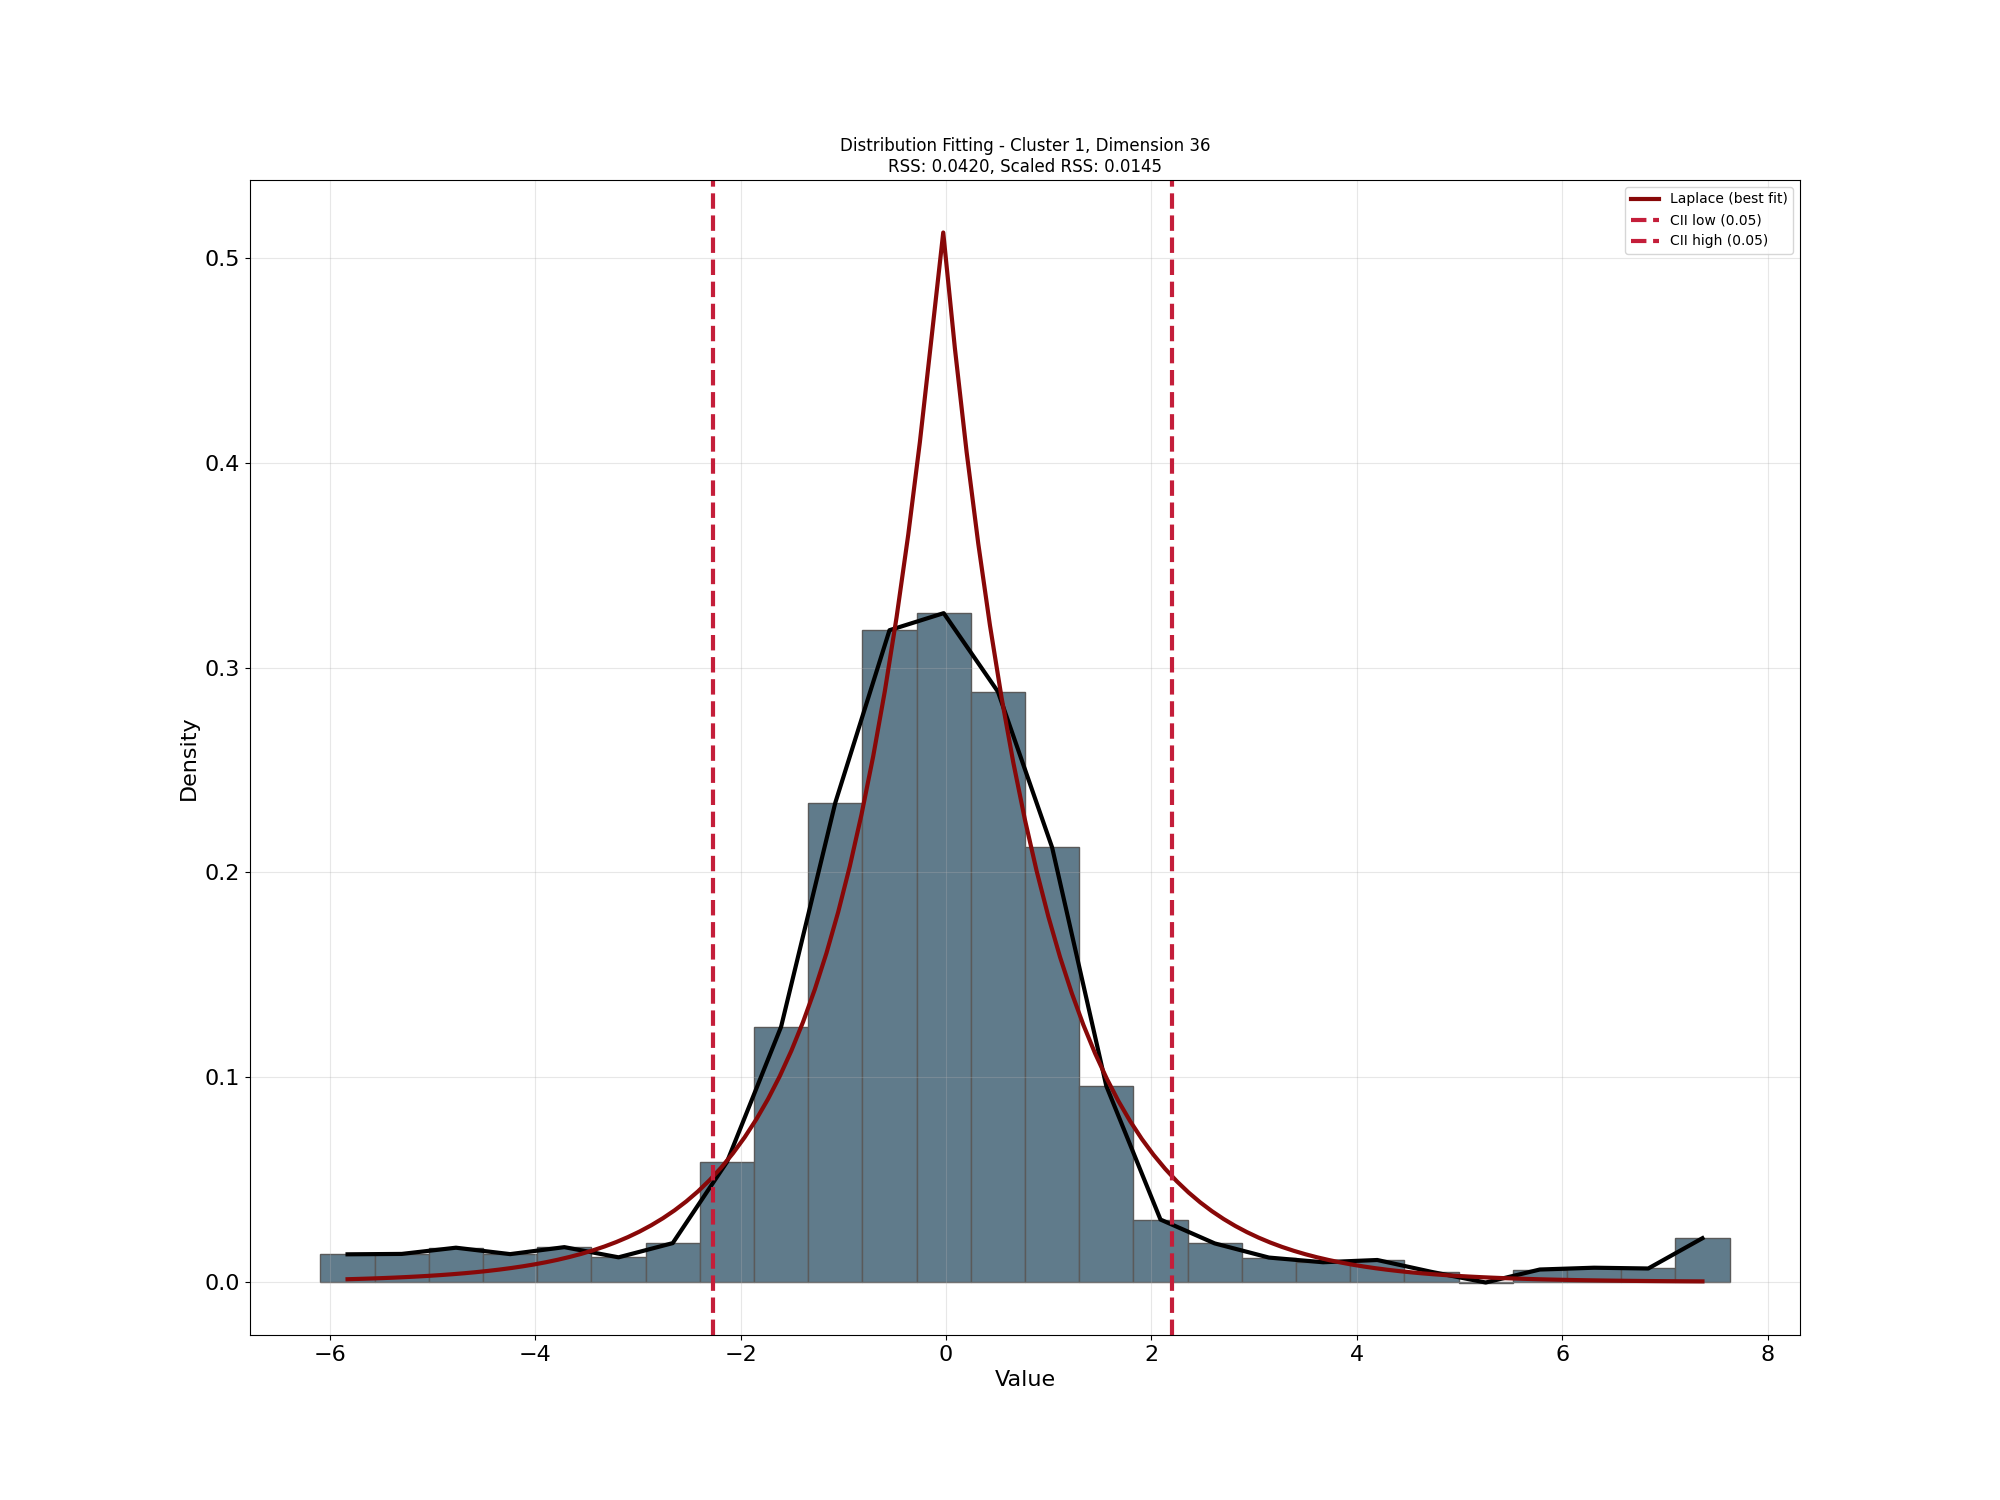 Distribution Fitting - Cluster 1, Dimension 36
RSS: 0.0420, Scaled RSS: 0.0145
Laplace (best fit)
CII low (0.05)
CII high (0.05)
0.5
0.4
0.3
0.2
0.1
0.0
Density
−6
−4
−2
0
2
4
6
8
Value